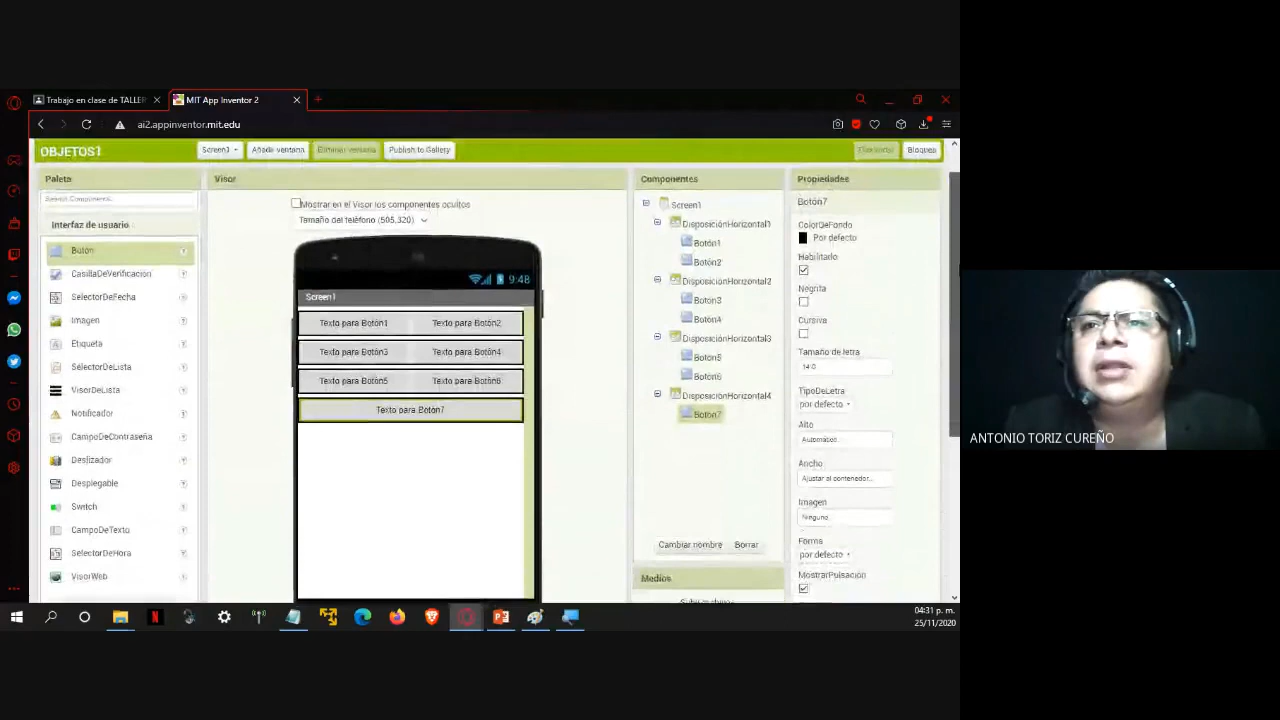 Trabajo en clase de TALLER
MIT App Inventor 2
ai2.appinventor.mit.edu
OBJETOS1
Screen1
Añade ventana
Eliminar ventana
Publish to Gallery
Diseñador
Bloques
Paleta
Search Components...
Interfaz de usuario
Botón
CasillaDeVerificación
SelectorDeFecha
Imagen
Etiqueta
SelectorDeLista
VisorDeLista
Notificador
CampoDeContraseña
Deslizador
Desplegable
Switch
CampoDeTexto
SelectorDeHora
VisorWeb
Visor
Mostrar en el Visor los componentes ocultos
Tamaño del teléfono (505,320)
9:48
Screen1
Texto para Botón1 Texto para Botón2
Texto para Botón3 Texto para Botón4
Texto para Botón5 Texto para Botón6
Texto para Botón7
Componentes
Screen1
DisposiciónHorizontal1
Botón1
Botón2
DisposiciónHorizontal2
Botón3
Botón4
DisposiciónHorizontal3
Botón5
Botón6
DisposiciónHorizontal4
Botón7
Cambiar nombre Borrar
Medios
Propiedades
Botón7
ColorDeFondo
Por defecto
Habilitado
Negrita
Cursiva
Tamaño de letra
14.0
TipoDeLetra
por defecto
Alto
Automático...
Ancho
Ajustar al contenedor...
Imagen
Ninguno...
Forma
por defecto
MostrarPulsación
04:31 p. m.
25/11/2020
ANTONIO TORIZ CUREÑO